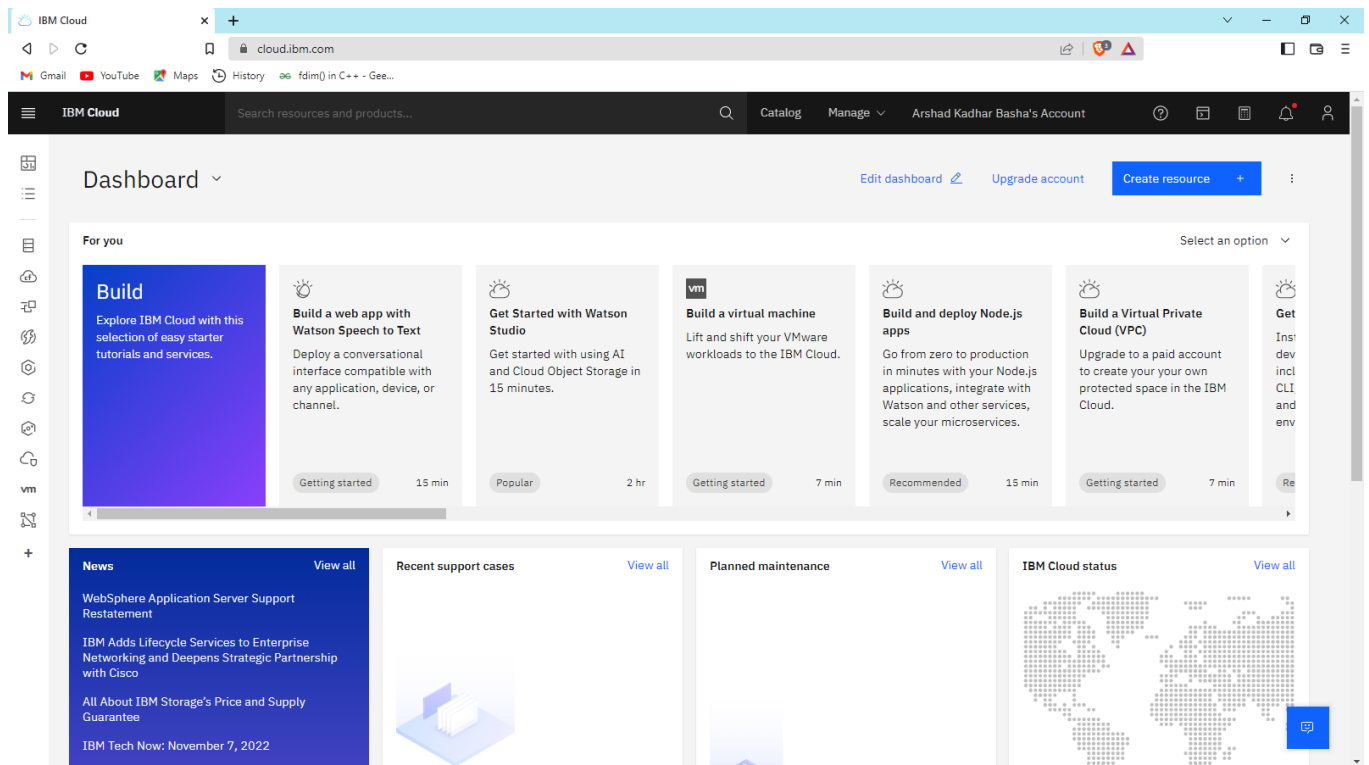 IBM Cloud
cloud.ibm.com
1
Gmail YouTube Maps History fdim() in C++ - Gee...
IBM Cloud
Search resources and products...
Catalog Manage Arshad Kadhar Basha's Account
Dashboard
Edit dashboard Upgrade account Create resource +
For you
Select an option
Build
Explore IBM Cloud with this
selection of easy starter
tutorials and services.
Build a web app with
Watson Speech to Text
Deploy a conversational
interface compatible with
any application, device, or
channel.
Getting started 15 min
Get Started with Watson
Studio
Get started with using AI
and Cloud Object Storage in
15 minutes.
Popular 2 hr
vm
Build a virtual machine
Lift and shift your VMware
workloads to the IBM Cloud.
Getting started 7 min
Build and deploy Node.js
apps
Go from zero to production
in minutes with your Node.js
applications, integrate with
Watson and other services,
scale your microservices.
Recommended 15 min
Build a Virtual Private
Cloud (VPC)
Upgrade to a paid account
to create your your own
protected space in the IBM
Cloud.
Getting started 7 min
Get
Inst
dev
incl
CLI
and
env
Re
vm
News View all
WebSphere Application Server Support
Restatement
IBM Adds Lifecycle Services to Enterprise
Networking and Deepens Strategic Partnership
with Cisco
All About IBM Storage's Price and Supply
Guarantee
IBM Tech Now: November 7, 2022
Recent support cases View all
Planned maintenance View all
IBM Cloud status View all